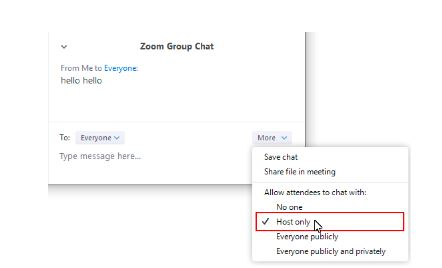 Zoom Group Chat
From Me to Everyone:
hello hello
To: Everyone More
Type message here...
Save chat
Share file in meeting
Allow attendees to chat with:
No one
Host only
Everyone publicly
Everyone publicly and privately